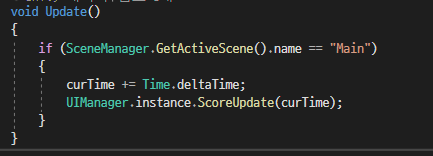 void Update()
{
if (SceneManager.GetActiveScene().name == "Main")
{
curTime += Time.deltaTime;
UIManager.instance.ScoreUpdate(curTime);
}
}